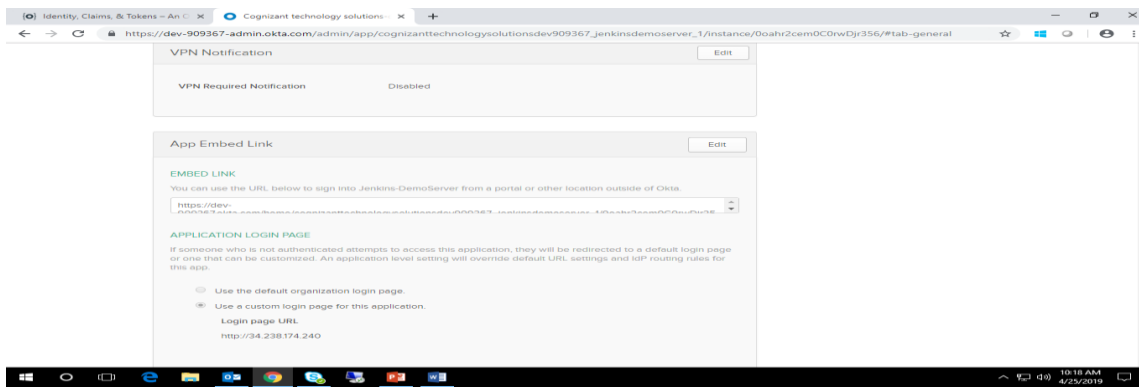 Identity, Claims, & Tokens – An O
Cognizant technology solutions-
https://dev-909367-admin.okta.com/admin/app/cognizanttechnologysolutionsdev909367_jenkinsdemoserver_1/instance/0oahr2cem0C0rwDjr356/#tab-general
VPN Notification
Edit
VPN Required Notification
Disabled
App Embed Link
Edit
EMBED LINK
You can use the URL below to sign into Jenkins-DemoServer from a portal or other location outside of Okta.
https://dev-
APPLICATION LOGIN PAGE
If someone who is not authenticated attempts to access this application, they will be redirected to a default login page
or one that can be customized. An application level setting will override default URL settings and IdP routing rules for
this app.
Use the default organization login page.
Use a custom login page for this application.
Login page URL
http://34.238.174.240
10:18 AM
4/25/2019